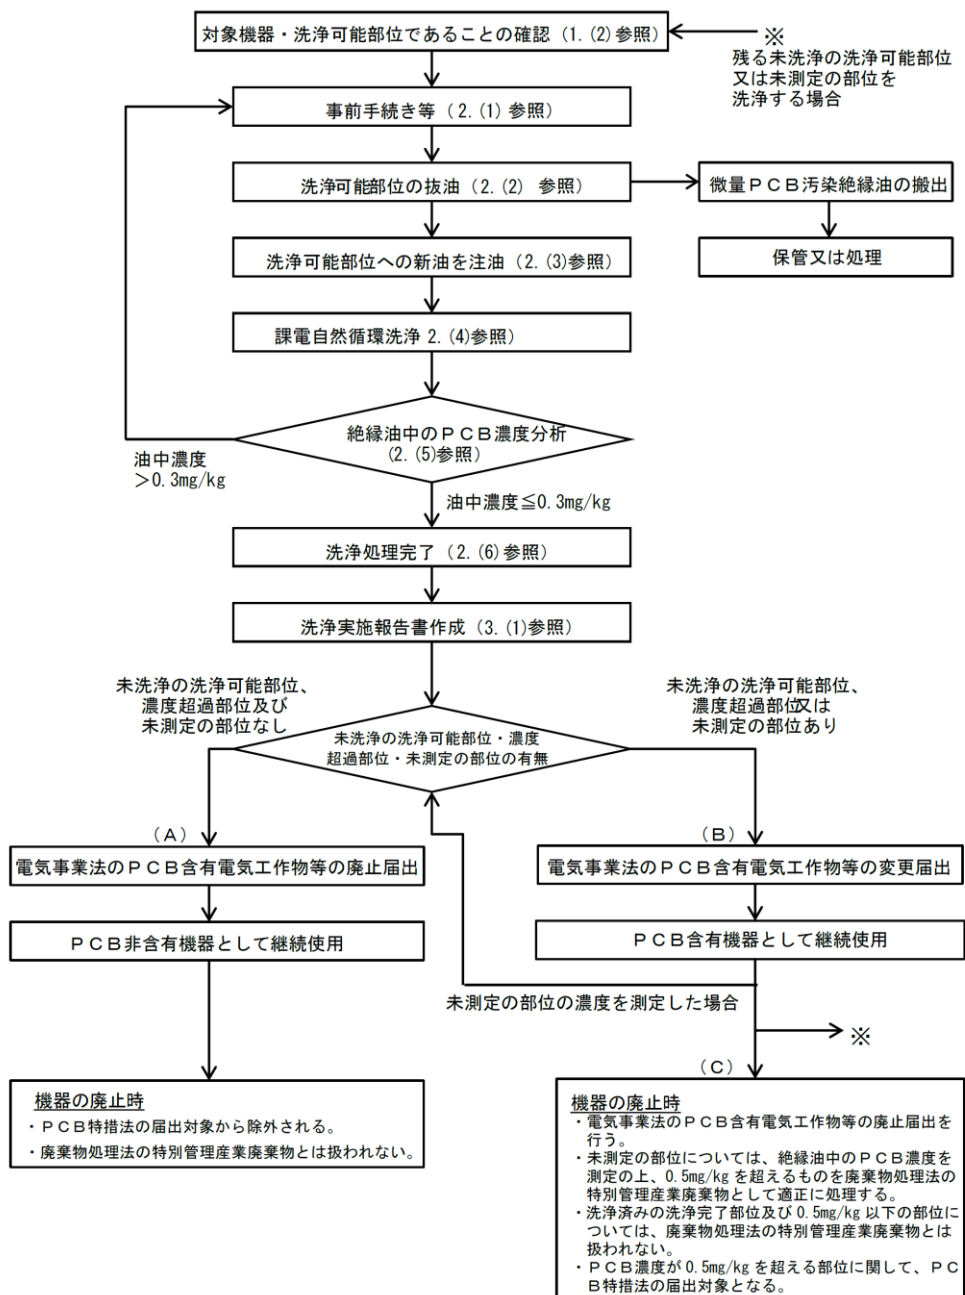 対象機器・洗浄可能部位であることの確認（1.(2)参照）
※
残る未洗浄の洗浄可能部位
又は未測定の部位を
洗浄する場合
事前手続き等（2.(1)参照）
洗浄可能部位の抜油（2.(2) 参照）
微量ＰＣＢ汚染絶縁油の搬出
洗浄可能部位への新油を注油（2.(3)参照）
保管又は処理
課電自然循環洗浄 2.(4)参照）
絶縁油中のＰＣＢ濃度分析
(2.(5)参照）
油中濃度
＞0.3mg/kg
油中濃度≦0.3mg/kg
洗浄処理完了（2.(6)参照）
洗浄実施報告書作成（3.(1)参照）
未洗浄の洗浄可能部位、
濃度超過部位及び
未測定の部位なし
未洗浄の洗浄可能部位、
濃度超過部位又は
未測定の部位あり
未洗浄の洗浄可能部位・濃度
超過部位・未測定の部位の有無
（Ａ）
（Ｂ）
電気事業法のＰＣＢ含有電気工作物等の廃止届出
電気事業法のＰＣＢ含有電気工作物等の変更届出
ＰＣＢ非含有機器として継続使用
ＰＣＢ含有機器として継続使用
未測定の部位の濃度を測定した場合
※
（Ｃ）
機器の廃止時
・ＰＣＢ特措法の届出対象から除外される。
・廃棄物処理法の特別管理産業廃棄物とは扱われない。
機器の廃止時
・電気事業法のＰＣＢ含有電気工作物等の廃止届出を
行う。
・未測定の部位については、絶縁油中のＰＣＢ濃度を
測定の上、0.5mg/kg を超えるものを廃棄物処理法の
特別管理産業廃棄物として適正に処理する。
・洗浄済みの洗浄完了部位及び 0.5mg/kg 以下の部位に
ついては、廃棄物処理法の特別管理産業廃棄物とは
扱われない。
・ＰＣＢ濃度が 0.5mg/kg を超える部位に関して、ＰＣ
Ｂ特措法の届出対象となる。